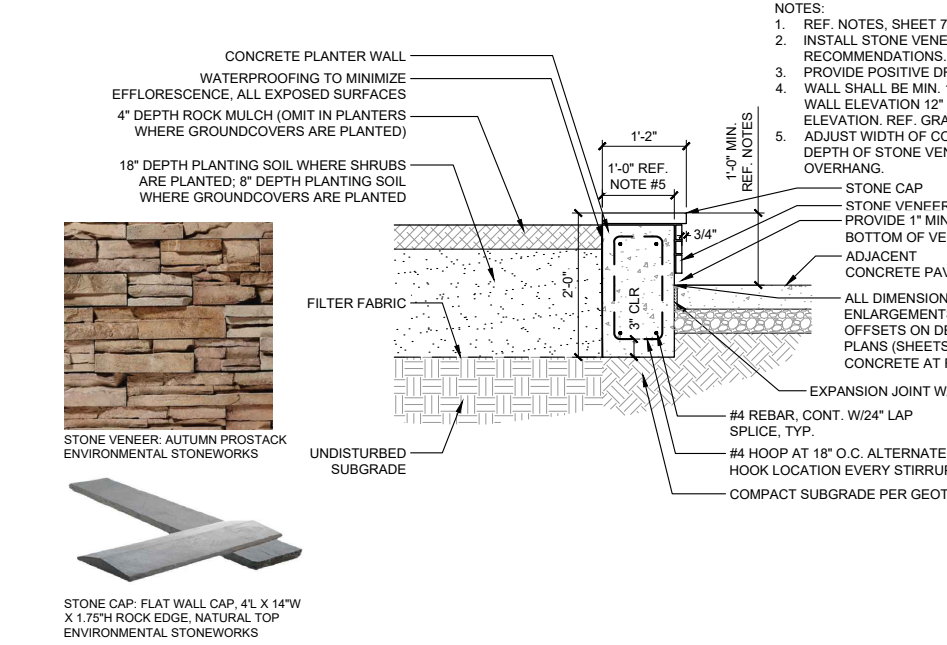 NOTES:
1. REF. NOTES, SHEET 7
2. INSTALL STONE VENE
RECOMMENDATIONS.
3. PROVIDE POSITIVE DR
4. WALL SHALL BE MIN. 1
WALL ELEVATION 12"
ELEVATION. REF. GRA
5. ADJUST WIDTH OF CO
DEPTH OF STONE VEN
OVERHANG.
CONCRETE PLANTER WALL
WATERPROOFING TO MINIMIZE
EFFLORESCENCE, ALL EXPOSED SURFACES
4" DEPTH ROCK MULCH (OMIT IN PLANTERS
WHERE GROUNDCOVERS ARE PLANTED)
18" DEPTH PLANTING SOIL WHERE SHRUBS
ARE PLANTED; 8" DEPTH PLANTING SOIL
WHERE GROUNDCOVERS ARE PLANTED
FILTER FABRIC
UNDISTURBED
SUBGRADE
1'-2"
1'-0" REF.
NOTE #5
1'-0" MIN.
REF. NOTES
3/4"
2'-0"
3" CLR
STONE CAP
STONE VENEER
PROVIDE 1" MIN
BOTTOM OF VE
ADJACENT
CONCRETE PAV
ALL DIMENSION
ENLARGEMENTS
OFFSETS ON DE
PLANS (SHEETS
CONCRETE AT
EXPANSION JOINT W
#4 REBAR, CONT. W/24" LAP
SPLICE, TYP.
#4 HOOP AT 18" O.C. ALTERNATE
HOOK LOCATION EVERY STIRRUP
COMPACT SUBGRADE PER GEOT
STONE VENEER: AUTUMN PROSTACK
ENVIRONMENTAL STONEWORKS
STONE CAP: FLAT WALL CAP, 4'L X 14"W
X 1.75"H ROCK EDGE, NATURAL TOP
ENVIRONMENTAL STONEWORKS